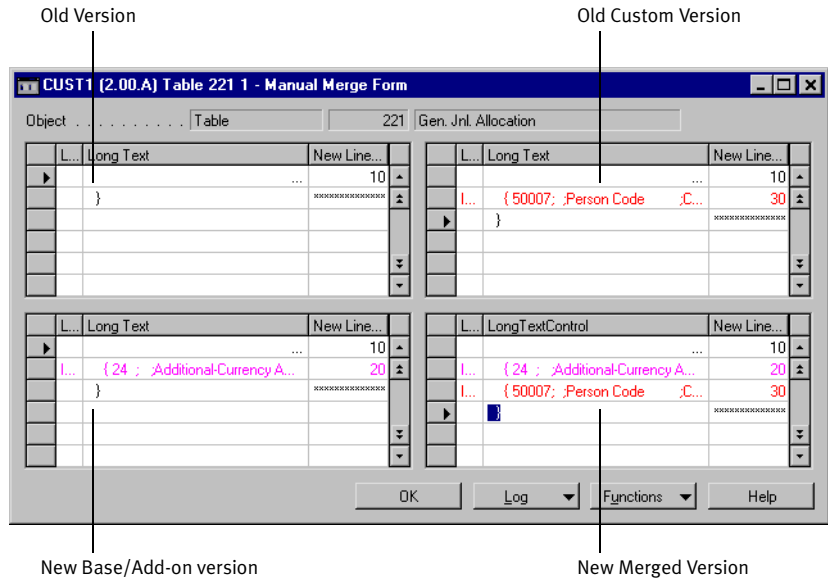 Old Version
Old Custom Version
CUST1 (2.00.A) Table 221 1 - Manual Merge Form
Object . . . . . . . . . . . Table 221 Gen. Jnl. Allocation
L... Long Text New Line...
... 10
} **************
L... Long Text New Line...
... 10
I... { 50007; ;Person Code ;C... 30
} **************
L... Long Text New Line...
... 10
I... { 24 ; ;Additional-Currency A... 20
} **************
L... LongTextControl New Line...
... 10
I... { 24 ; ;Additional-Currency A... 20
I... { 50007; ;Person Code ;C... 30
} **************
OK Log Functions Help
New Base/Add-on version
New Merged Version